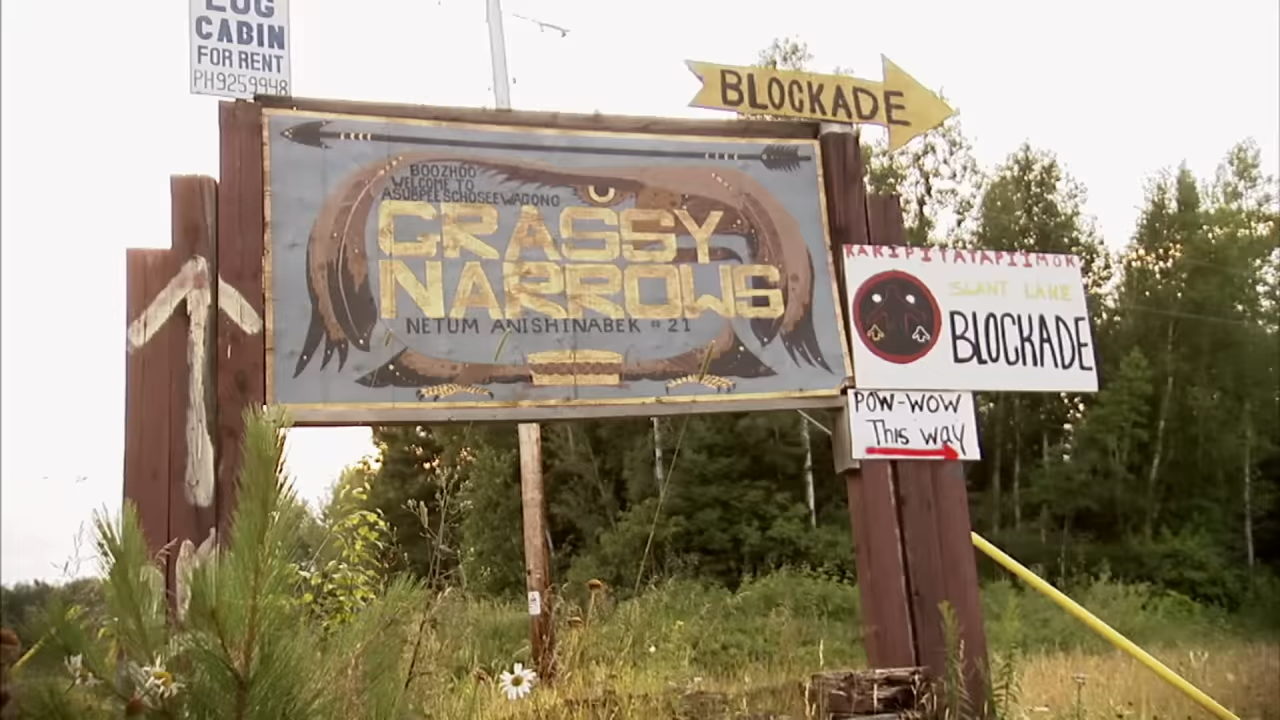 LOG
CABIN
FOR RENT
PH9259948
BLOCKADE
BOOZHOO
WELCOME TO
ASUBPEESCHOSEEWAGONG
GRASSY
NARROWS
NETUM ANISHINABEK #21
KAKIPITATAPIIMOK
SLANT LAKE
BLOCKADE
POW-WOW
This way